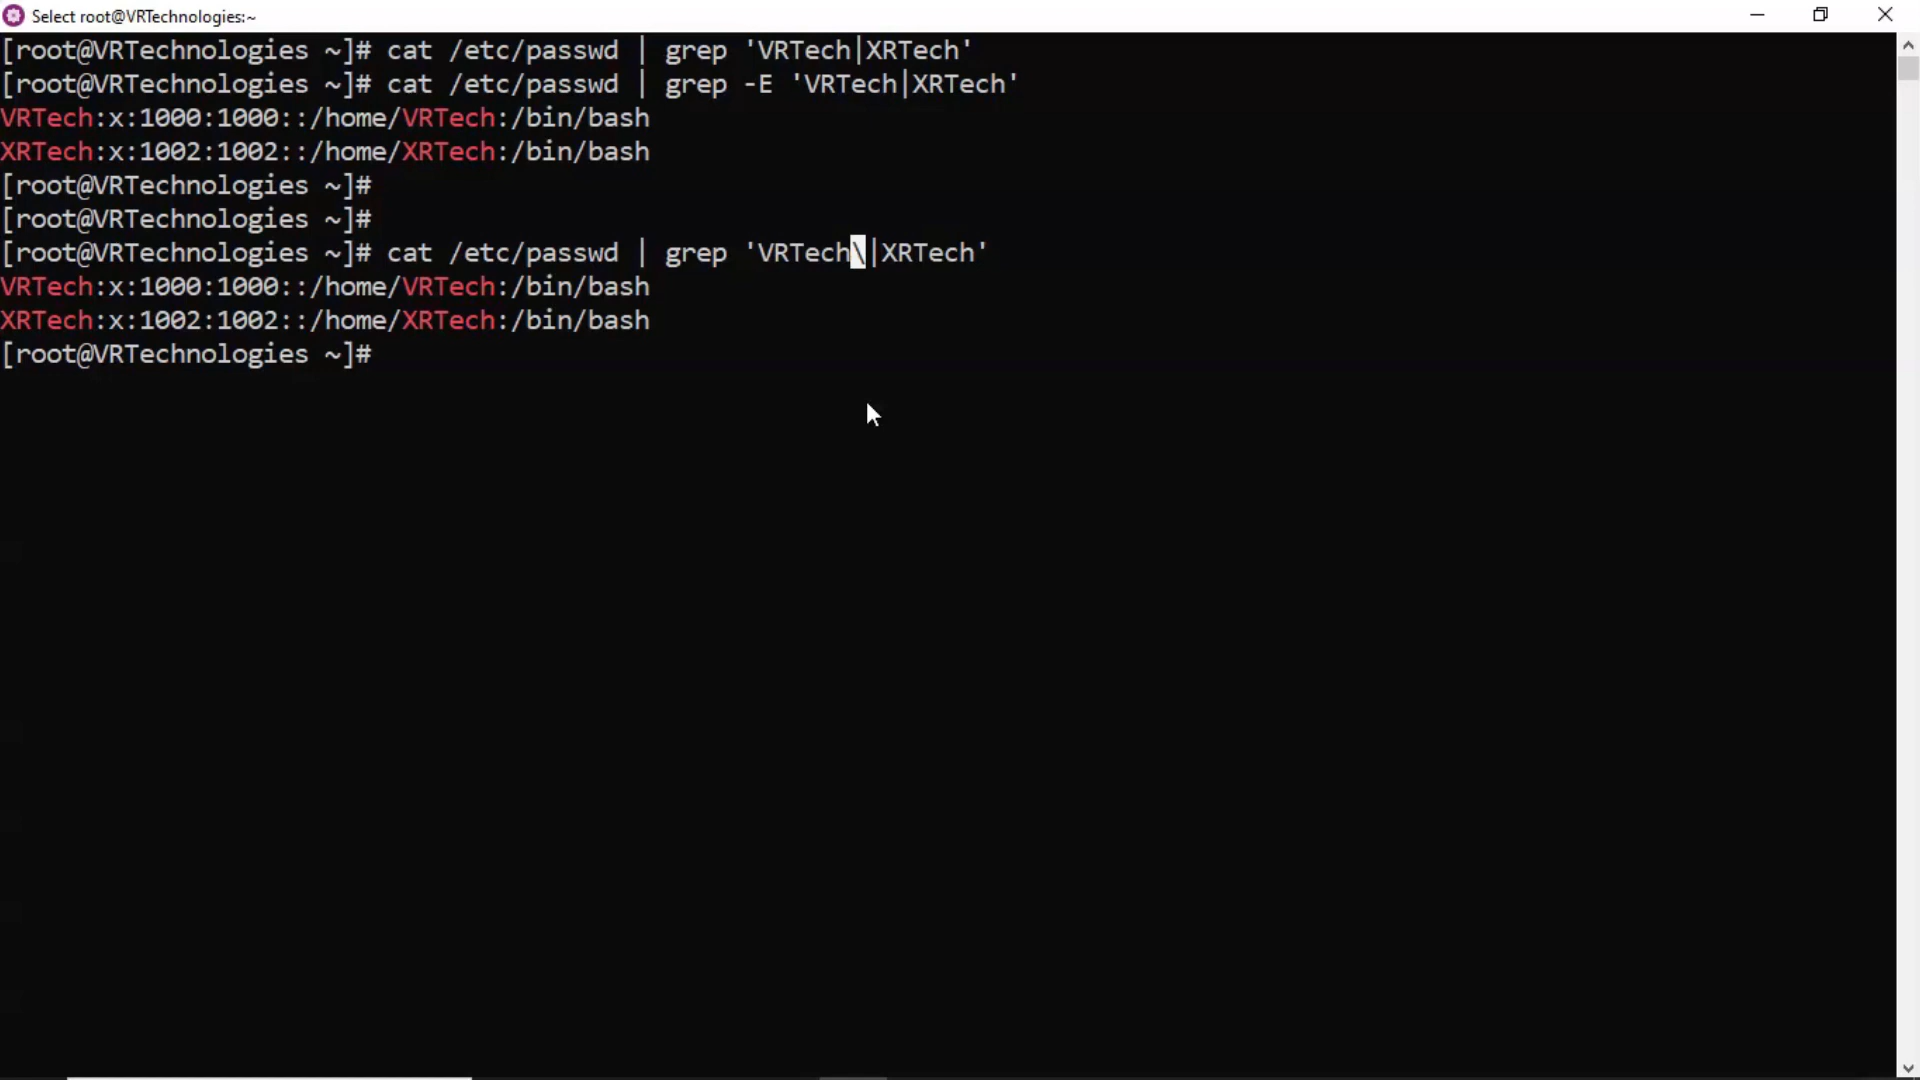 Select root@VRTechnologies:~
[root@VRTechnologies ~]# cat /etc/passwd | grep 'VRTech|XRTech'
[root@VRTechnologies ~]# cat /etc/passwd | grep -E 'VRTech|XRTech'
VRTech:x:1000:1000::/home/VRTech:/bin/bash
XRTech:x:1002:1002::/home/XRTech:/bin/bash
[root@VRTechnologies ~]#
[root@VRTechnologies ~]#
[root@VRTechnologies ~]# cat /etc/passwd | grep 'VRTech\|XRTech'
VRTech:x:1000:1000::/home/VRTech:/bin/bash
XRTech:x:1002:1002::/home/XRTech:/bin/bash
[root@VRTechnologies ~]#